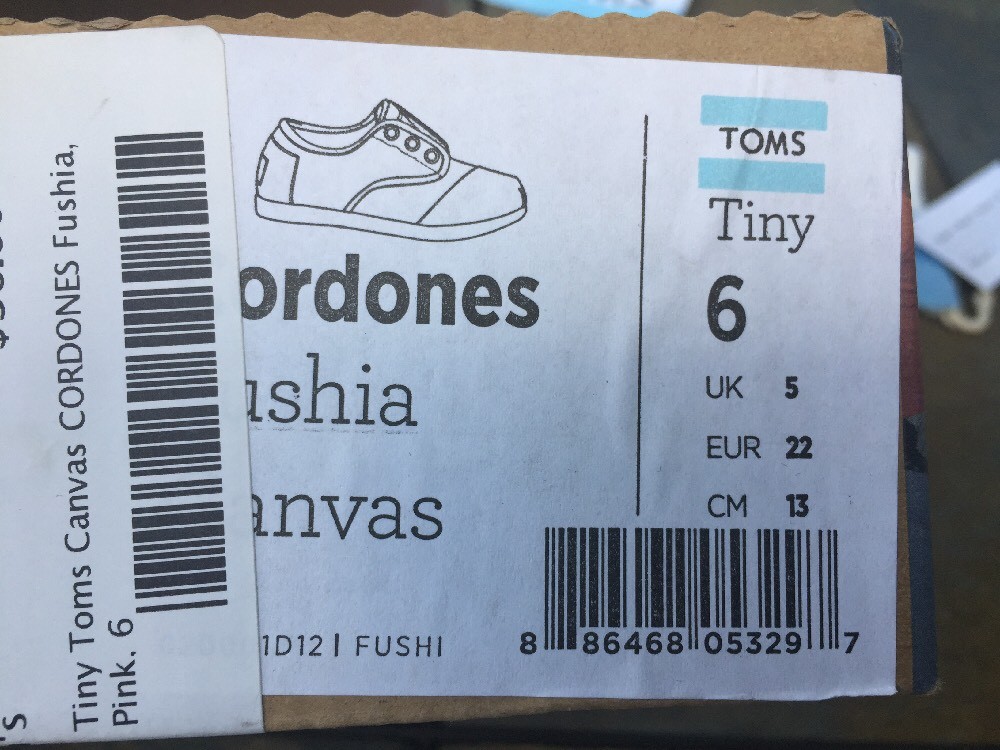 Tiny Toms Canvas CORDONES Fushia,
Pink. 6
ordones
ushia
anvas
1D12 | FUSHI
TOMS
Tiny
6
UK 5
EUR 22
CM 13
8 86468 05329 7